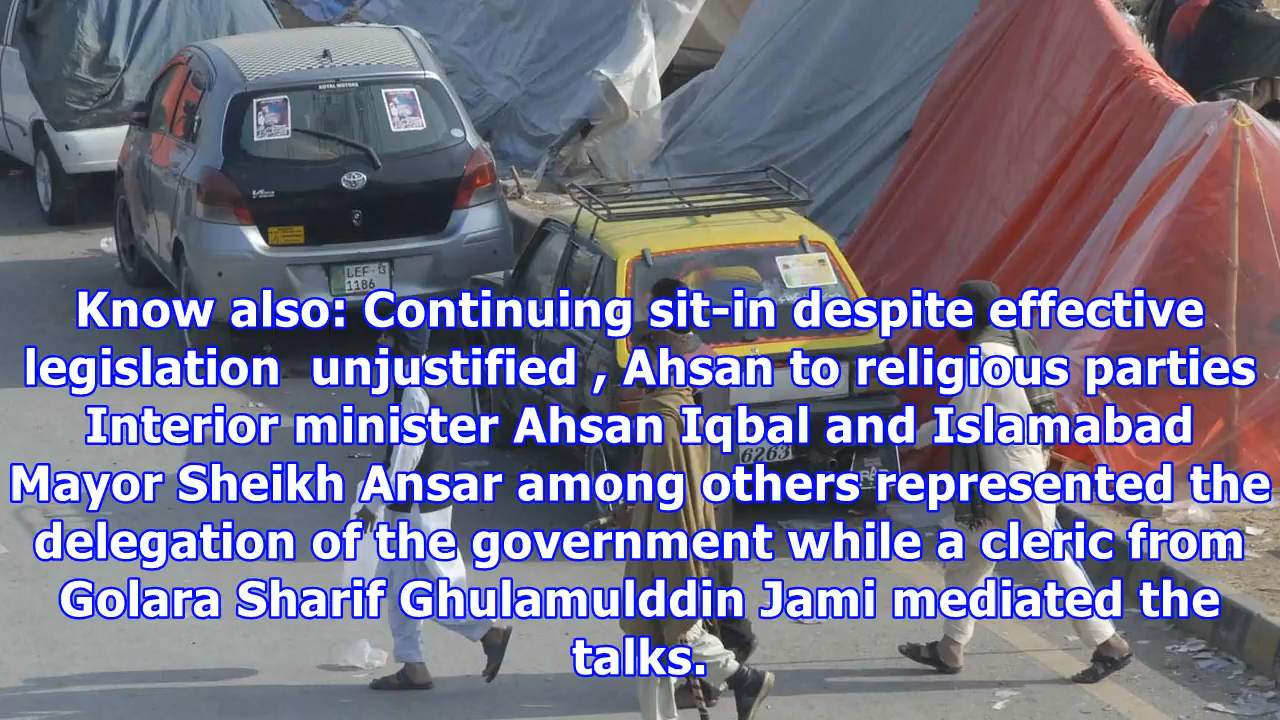 ROYAL MOTORS
LEF-13
1186
Know also: Continuing sit-in despite effective
legislation  unjustified , Ahsan to religious parties
Interior minister Ahsan Iqbal and Islamabad
Mayor Sheikh Ansar among others represented the
delegation of the government while a cleric from
Golara Sharif Ghulamulddin Jami mediated the
talks.
6263